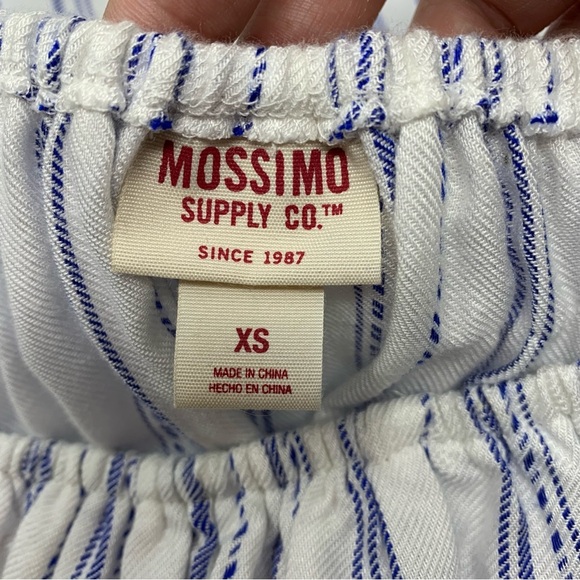 MOSSIMO
SUPPLY CO.™
SINCE 1987
XS
MADE IN CHINA
HECHO EN CHINA